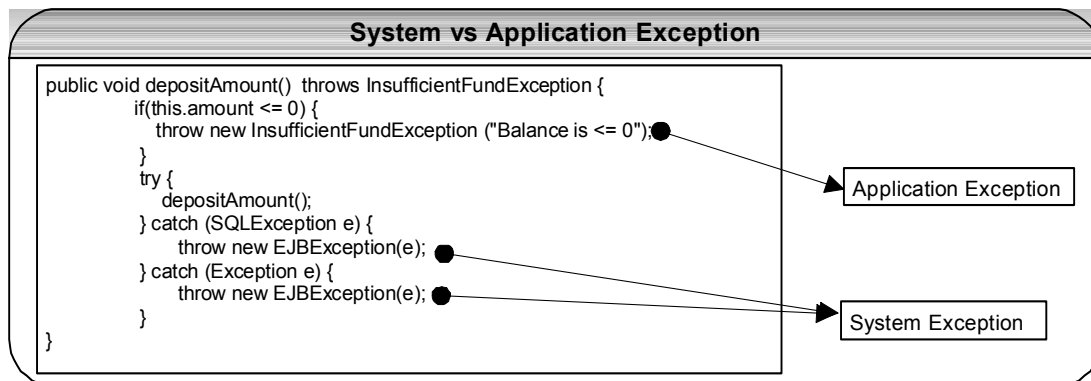 System vs Application Exception
public void depositAmount() throws InsufficientFundException {
if(this.amount <= 0) {
throw new InsufficientFundException ("Balance is <= 0");
}
try {
depositAmount();
} catch (SQLException e) {
throw new EJBException(e);
} catch (Exception e) {
throw new EJBException(e);
}
}
Application Exception
System Exception